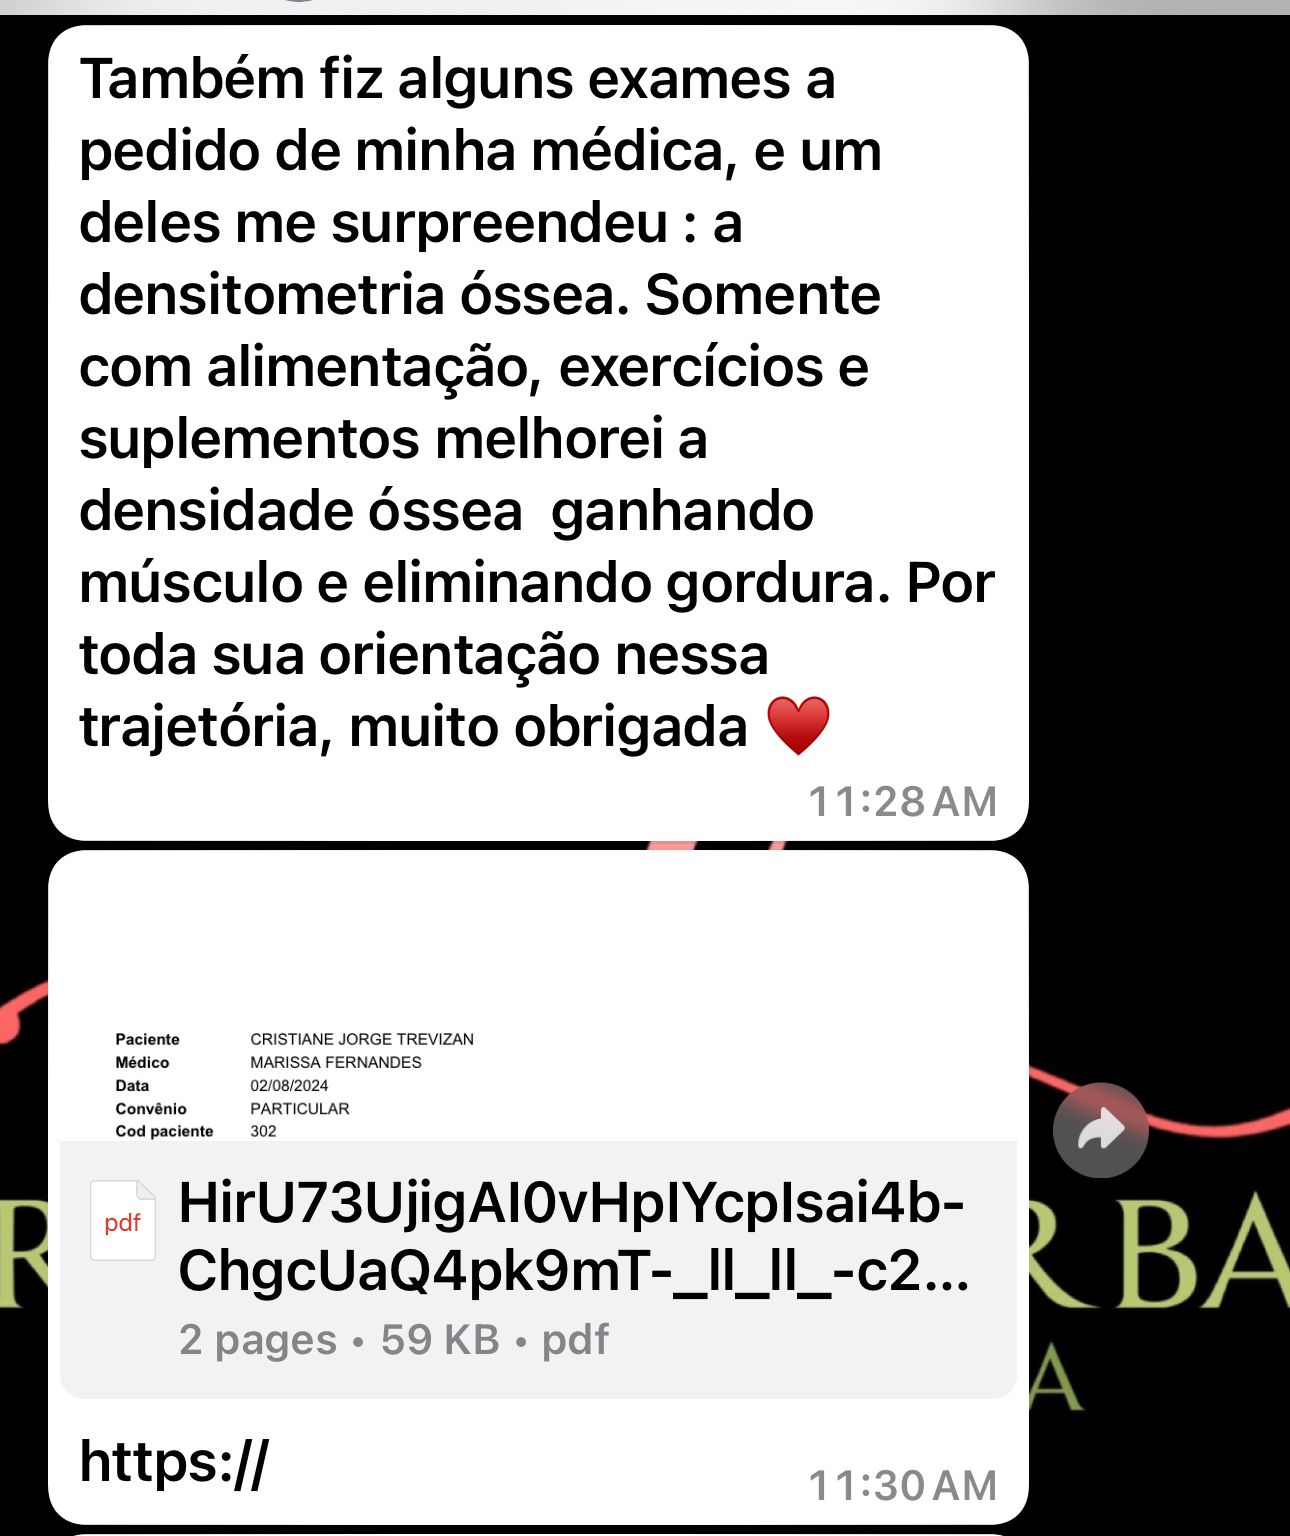 Também fiz alguns exames a
pedido de minha médica, e um
deles me surpreendeu : a
densitometria óssea. Somente
com alimentação, exercícios e
suplementos melhorei a
densidade óssea  ganhando
músculo e eliminando gordura. Por
toda sua orientação nessa
trajetória, muito obrigada ♥️
11:28 AM
Paciente CRISTIANE JORGE TREVIZAN
Médico MARISSA FERNANDES
Data 02/08/2024
Convênio PARTICULAR
Cod paciente 302
pdf
HirU73UjigAI0vHpIYcpIsai4b-
ChgcUaQ4pk9mT-_II_II_-c2...
2 pages • 59 KB • pdf
https://
11:30 AM
R
R BA
A